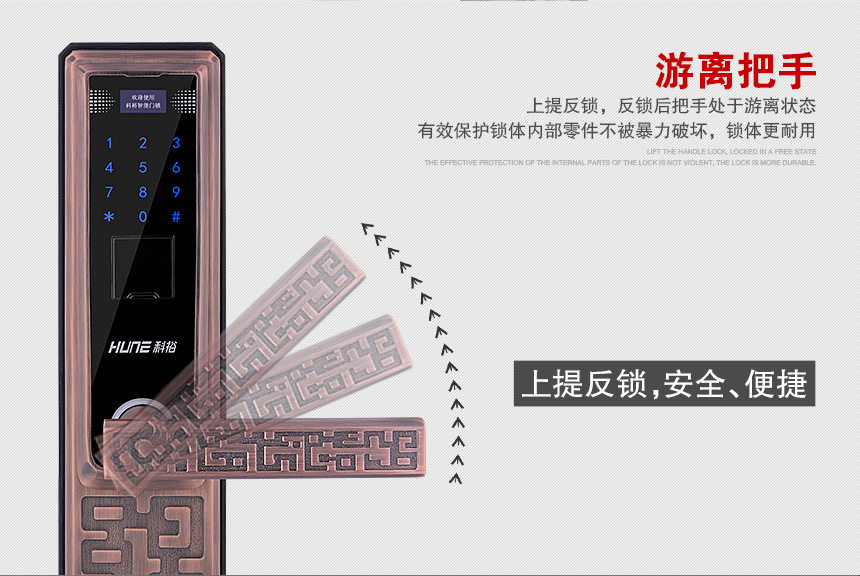 游离把手
上提反锁，反锁后把手处于游离状态
有效保护锁体内部零件不被暴力破坏，锁体更耐用
LIFT THE HANDLE LOCK, LOCKED IN A FREE STATE
THE EFFECTIVE PROTECTION OF THE INTERNAL PARTS OF THE LOCK IS NOT VIOLENT, THE LOCK IS MORE DURABLE.
欢迎使用
科裕智能门锁
1 2 3
4 5 6
7 8 9
* 0 #
HUNE 科裕
上提反锁,安全、便捷